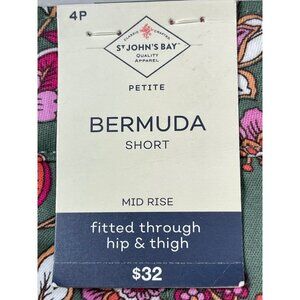 4P
CLASSIC CRAFTED
ST JOHN'S BAY
QUALITY
APPAREL
PETITE
BERMUDA
SHORT
MID RISE
fitted through
hip & thigh
$32